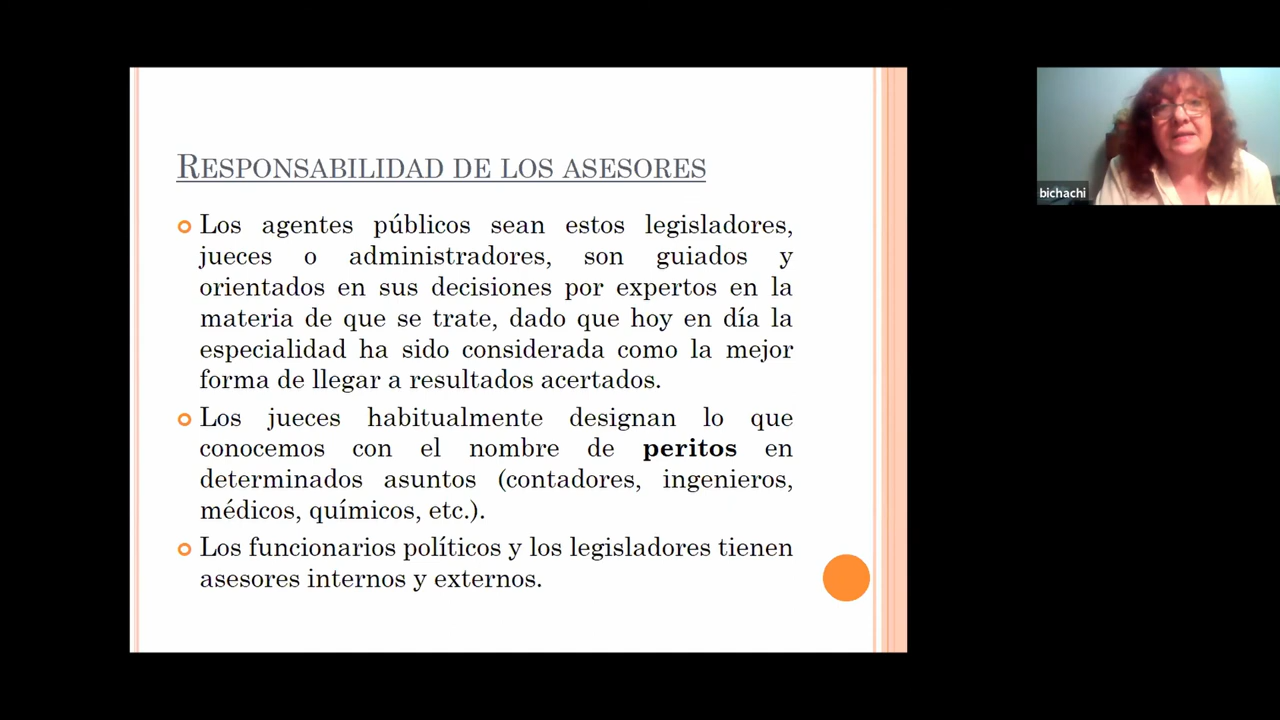 RESPONSABILIDAD DE LOS ASESORES
Los agentes públicos sean estos legisladores,
jueces o administradores, son guiados y
orientados en sus decisiones por expertos en la
materia de que se trate, dado que hoy en día la
especialidad ha sido considerada como la mejor
forma de llegar a resultados acertados.
Los jueces habitualmente designan lo que
conocemos con el nombre de peritos en
determinados asuntos (contadores, ingenieros,
médicos, químicos, etc.).
Los funcionarios políticos y los legisladores tienen
asesores internos y externos.
bichachi